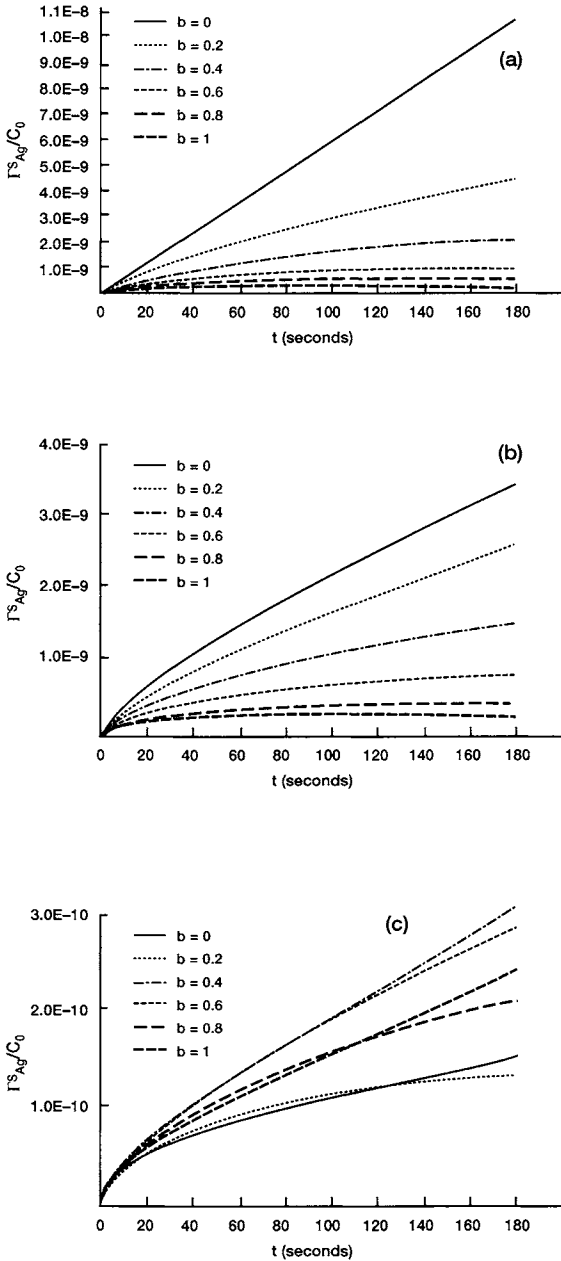 1.1E-8
1.0E-8
9.0E-9
8.0E-9
7.0E-9
6.0E-9
5.0E-9
4.0E-9
3.0E-9
2.0E-9
1.0E-9
Γ^S_Ag/C_0
b = 0
b = 0.2
b = 0.4
b = 0.6
b = 0.8
b = 1
(a)
0 20 40 60 80 100 120 140 160 180
t (seconds)
4.0E-9
3.0E-9
2.0E-9
1.0E-9
Γ^S_Ag/C_0
b = 0
b = 0.2
b = 0.4
b = 0.6
b = 0.8
b = 1
(b)
0 20 40 60 80 100 120 140 160 180
t (seconds)
3.0E-10
2.0E-10
1.0E-10
0
Γ^S_Ag/C_0
b = 0
b = 0.2
b = 0.4
b = 0.6
b = 0.8
b = 1
(c)
0 20 40 60 80 100 120 140 160 180
t (seconds)